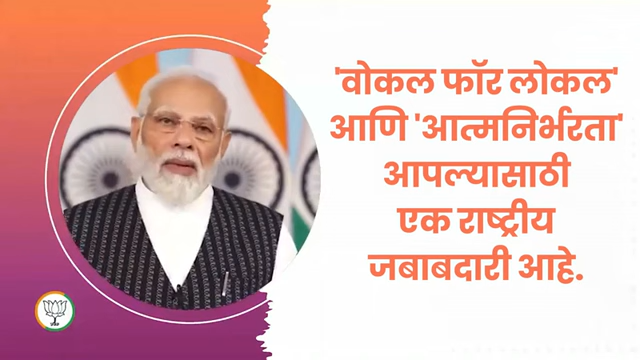 'वोकल फॉर लोकल'
आणि 'आत्मनिर्भरता'
आपल्यासाठी
एक राष्ट्रीय
जबाबदारी आहे.